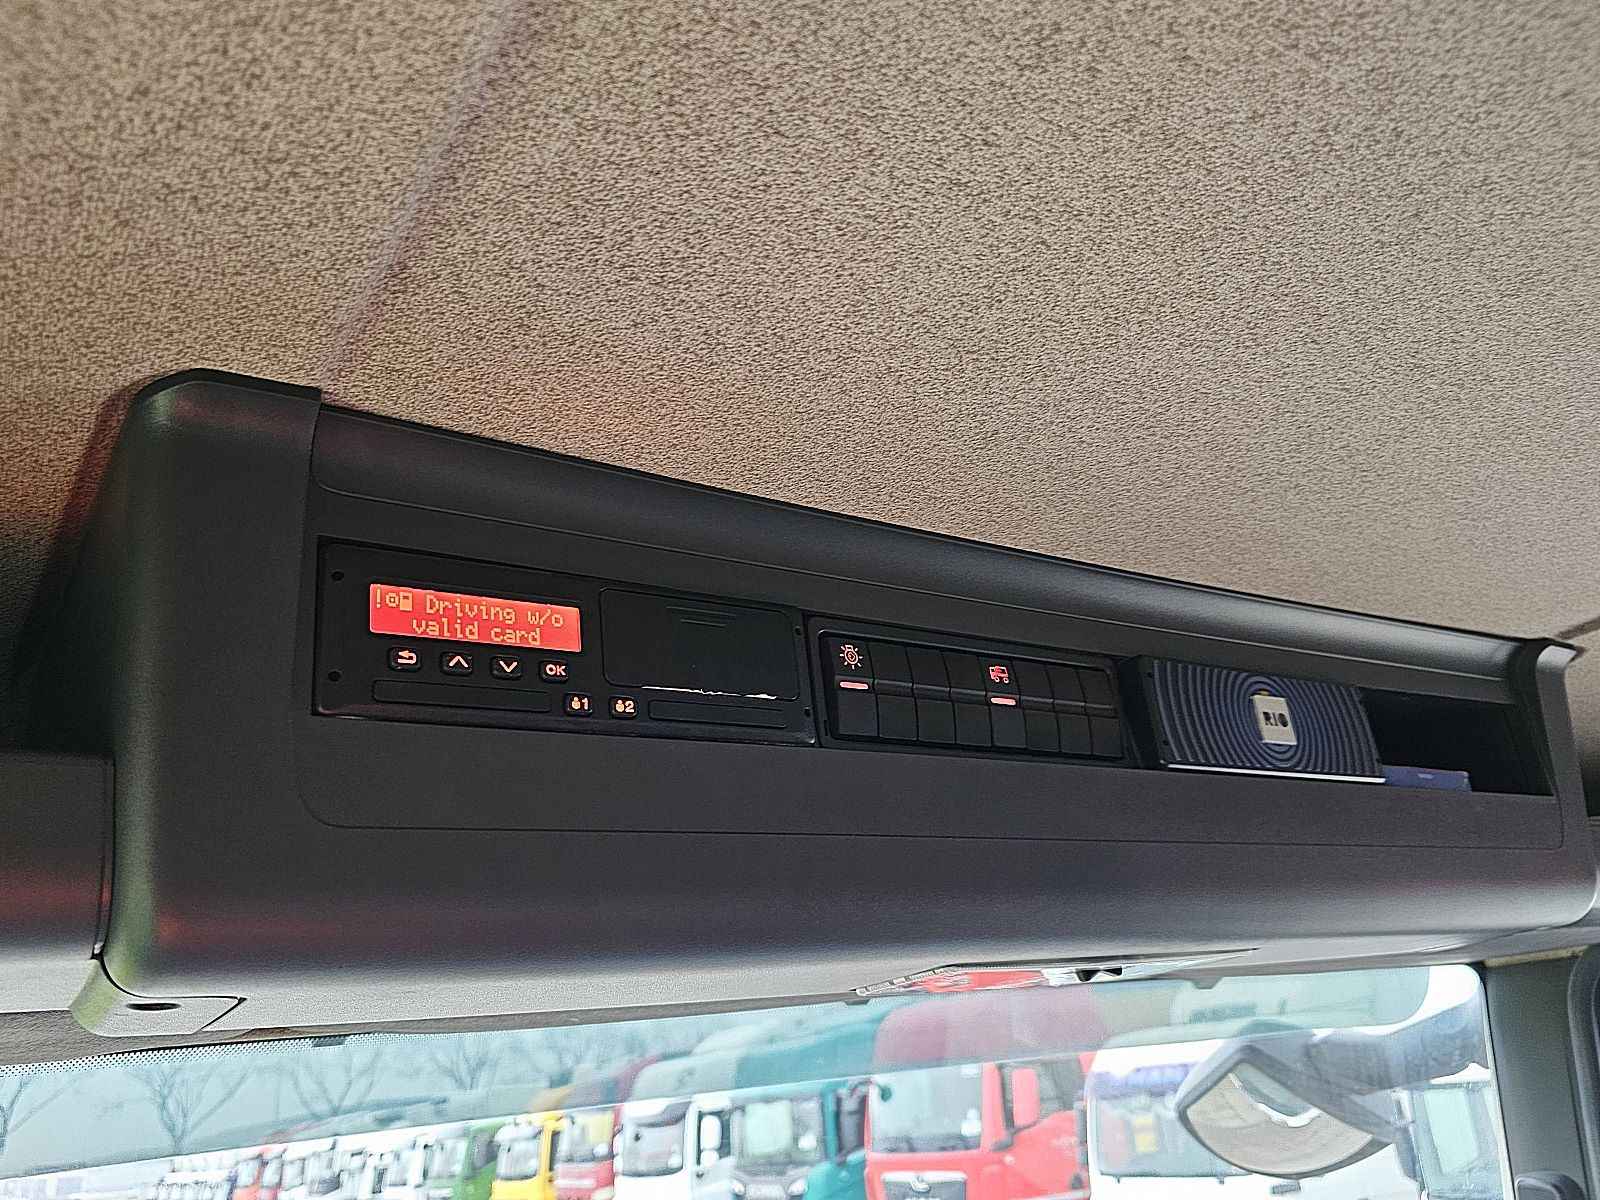 ! Driving w/o
valid card
OK
1
2
RIO